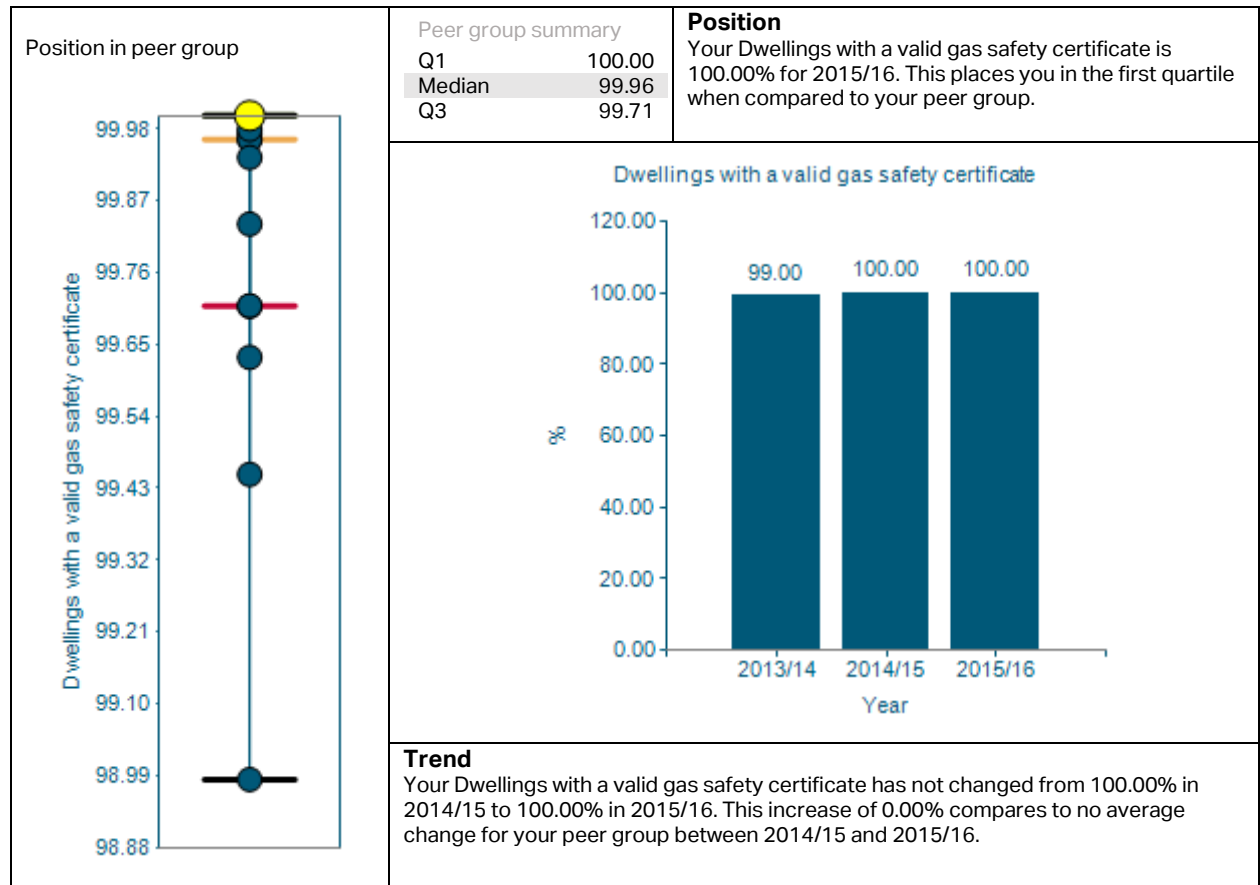 Position in peer group
99.98
99.87
99.76
99.65
99.54
99.43
99.32
99.21
99.10
98.99
98.88
Dwellings with a valid gas safety certificate
Peer group summary
Q1 100.00
Median 99.96
Q3 99.71
Position
Your Dwellings with a valid gas safety certificate is
100.00% for 2015/16. This places you in the first quartile
when compared to your peer group.
Dwellings with a valid gas safety certificate
120.00
100.00
80.00
60.00
40.00
20.00
0.00
%
99.00 100.00 100.00
2013/14 2014/15 2015/16
Year
Trend
Your Dwellings with a valid gas safety certificate has not changed from 100.00% in
2014/15 to 100.00% in 2015/16. This increase of 0.00% compares to no average
change for your peer group between 2014/15 and 2015/16.